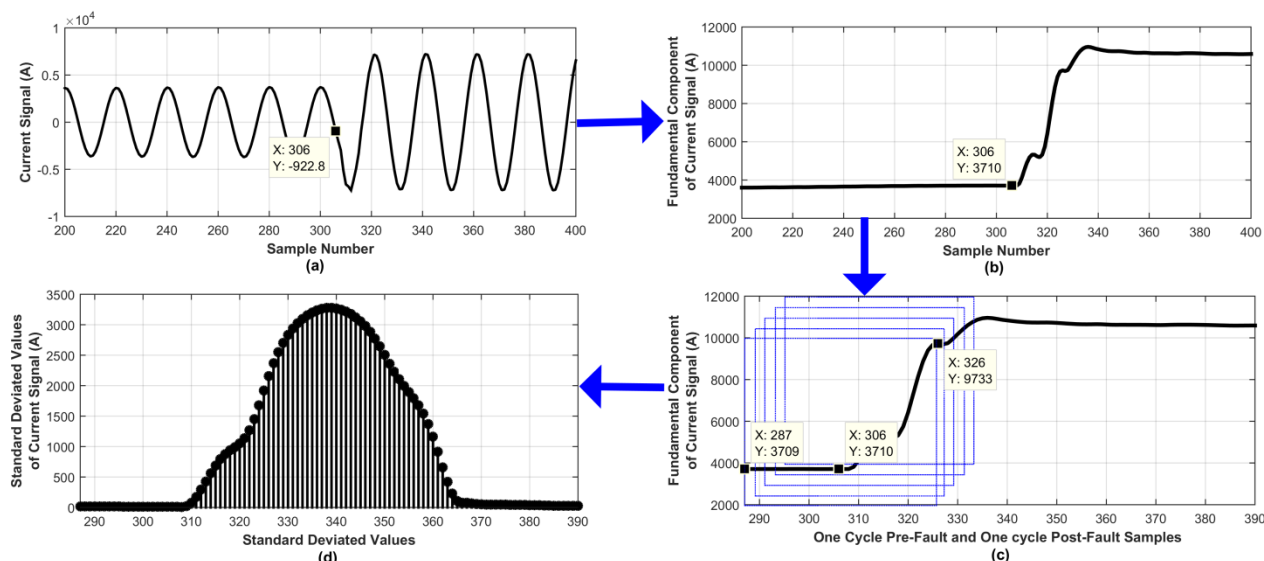 ×10⁴
1
0.5
0
-0.5
-1
Current Signal (A)
X: 306
Y: -922.8
200 220 240 260 280 300 320 340 360 380 400
Sample Number
(a)
12000
10000
8000
6000
4000
2000
Fundamental Component
of Current Signal (A)
X: 306
Y: 3710
200 220 240 260 280 300 320 340 360 380 400
Sample Number
(b)
3500
3000
2500
2000
1500
1000
500
0
Standard Deviated Values
of Current Signal (A)
290 300 310 320 330 340 350 360 370 380 390
Standard Deviated Values
(d)
12000
10000
8000
6000
4000
2000
Fundamental Component
of Current Signal (A)
X: 326
Y: 9733
X: 287
Y: 3709
X: 306
Y: 3710
290 300 310 320 330 340 350 360 370 380 390
One Cycle Pre-Fault and One cycle Post-Fault Samples
(c)